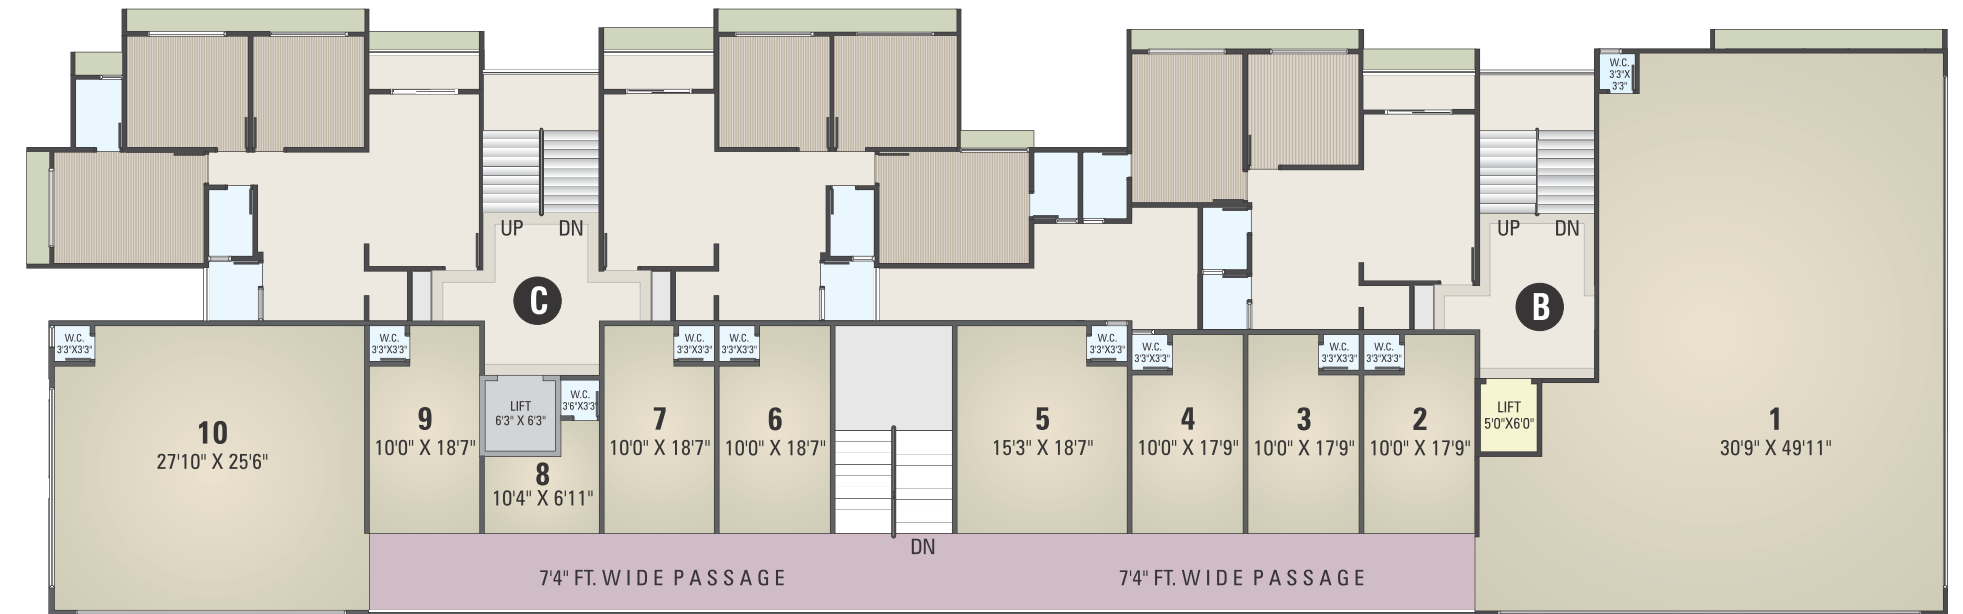 W.C.
3'3"X
3'3"
UP DN
C
UP DN
B
W.C.
3'3"X3'3"
W.C.
3'3"X3'3"
W.C.
3'3"X3'3"
W.C.
3'3"X3'3"
W.C.
3'3"X3'3"
W.C.
3'3"X3'3"
W.C.
3'3"X3'3"
W.C.
3'3"X3'3"
W.C.
3'6"X3'3"
LIFT
6'3" X 6'3"
LIFT
5'0"X6'0"
10
27'10" X 25'6"
9
10'0" X 18'7"
8
10'4" X 6'11"
7
10'0" X 18'7"
6
10'0" X 18'7"
5
15'3" X 18'7"
4
10'0" X 17'9"
3
10'0" X 17'9"
2
10'0" X 17'9"
1
30'9" X 49'11"
DN
7'4" FT. WIDE PASSAGE
7'4" FT. WIDE PASSAGE